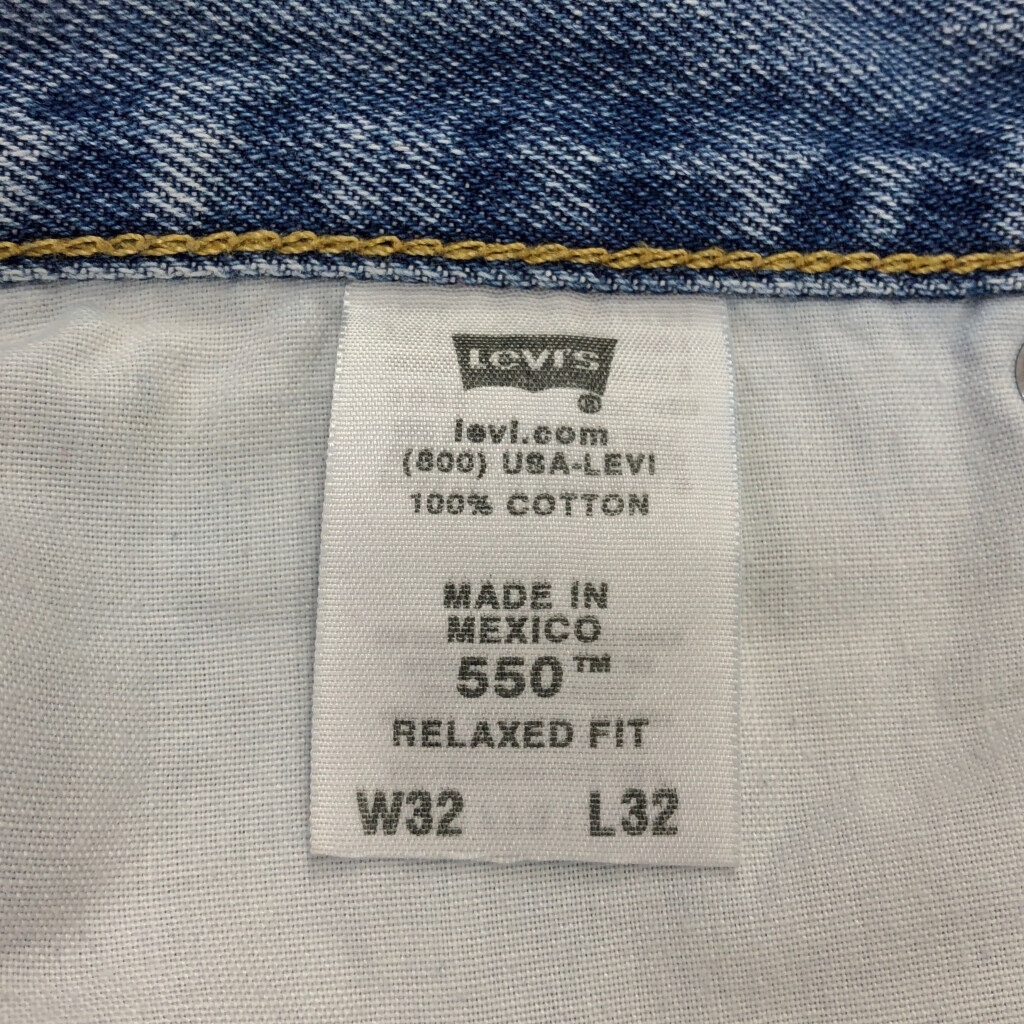 LEVI'S
®
levi.com
(800) USA-LEVI
100% COTTON
MADE IN
MEXICO
550™
RELAXED FIT
W32 L32